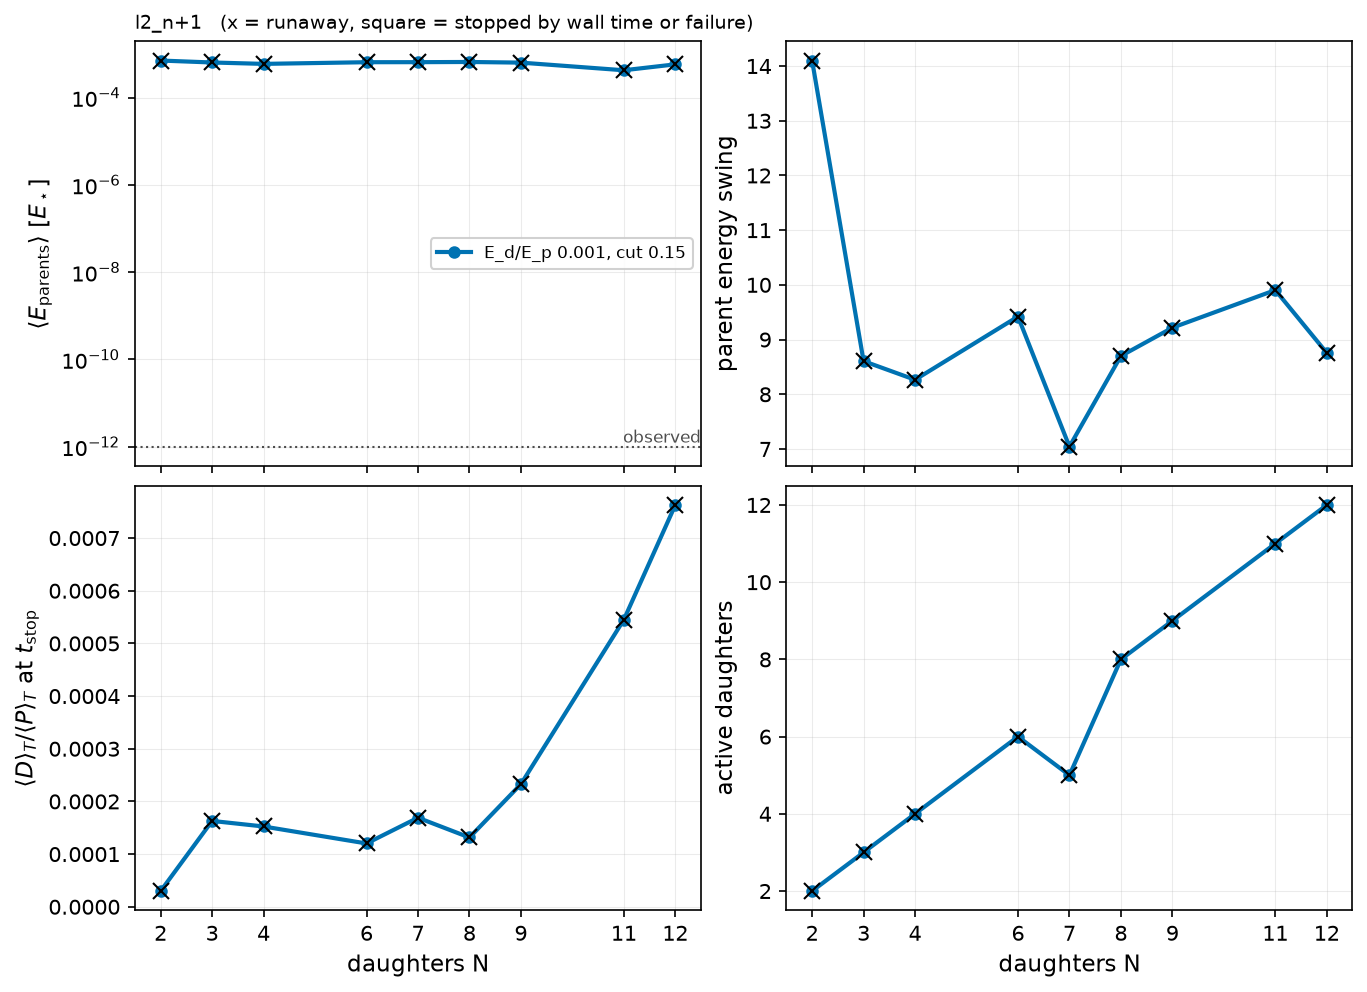 l2_n+1   (x = runaway, square = stopped by wall time or failure)
⟨E_parents⟩ [E_⋆]
10^−4
10^−6
10^−8
10^−10
10^−12
E_d/E_p 0.001, cut 0.15
observed
parent energy swing
14
13
12
11
10
9
8
7
⟨D⟩_T/⟨P⟩_T at t_stop
0.0007
0.0006
0.0005
0.0004
0.0003
0.0002
0.0001
0.0000
2 3 4 6 7 8 9 11 12
daughters N
active daughters
12
10
8
6
4
2
2 3 4 6 7 8 9 11 12
daughters N